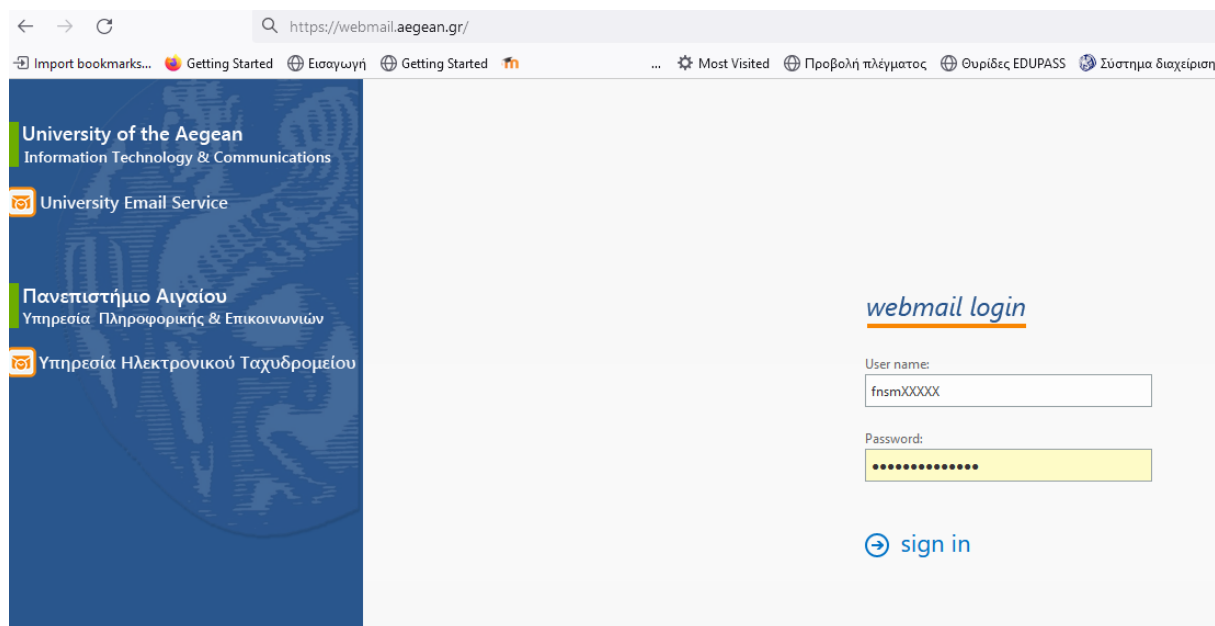 https://webmail.aegean.gr/
Import bookmarks... Getting Started Εισαγωγή Getting Started ... Most Visited Προβολή πλέγματος Θυρίδες EDUPASS Σύστημα διαχείριση
University of the Aegean
Information Technology & Communications
University Email Service
Πανεπιστήμιο Αιγαίου
Υπηρεσία Πληροφορικής & Επικοινωνιών
Υπηρεσία Ηλεκτρονικού Ταχυδρομείου
webmail login
User name:
fnsmXXXXX
Password:
●●●●●●●●●●●●●●
sign in